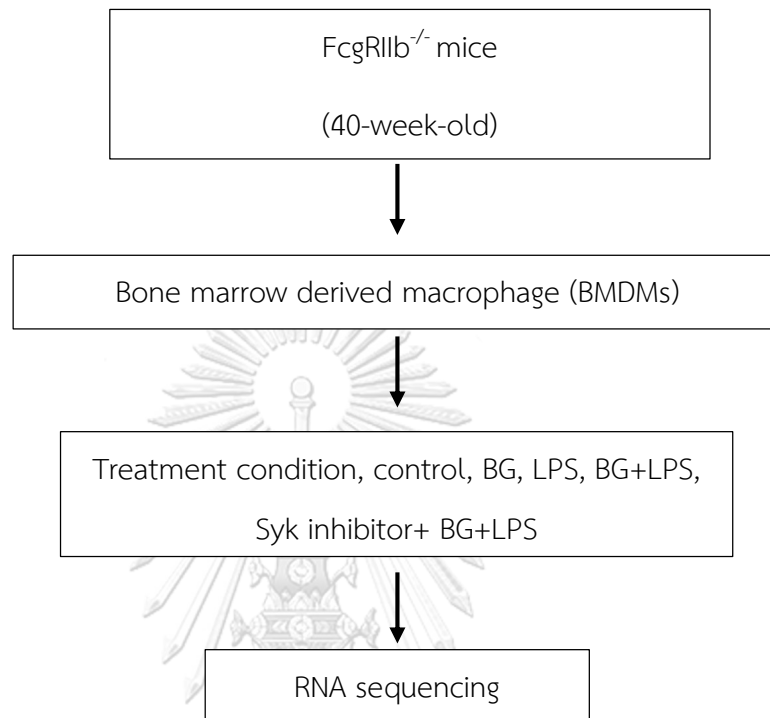 FcgRIIb-/- mice
(40-week-old)
Bone marrow derived macrophage (BMDMs)
Treatment condition, control, BG, LPS, BG+LPS,
Syk inhibitor+ BG+LPS
RNA sequencing